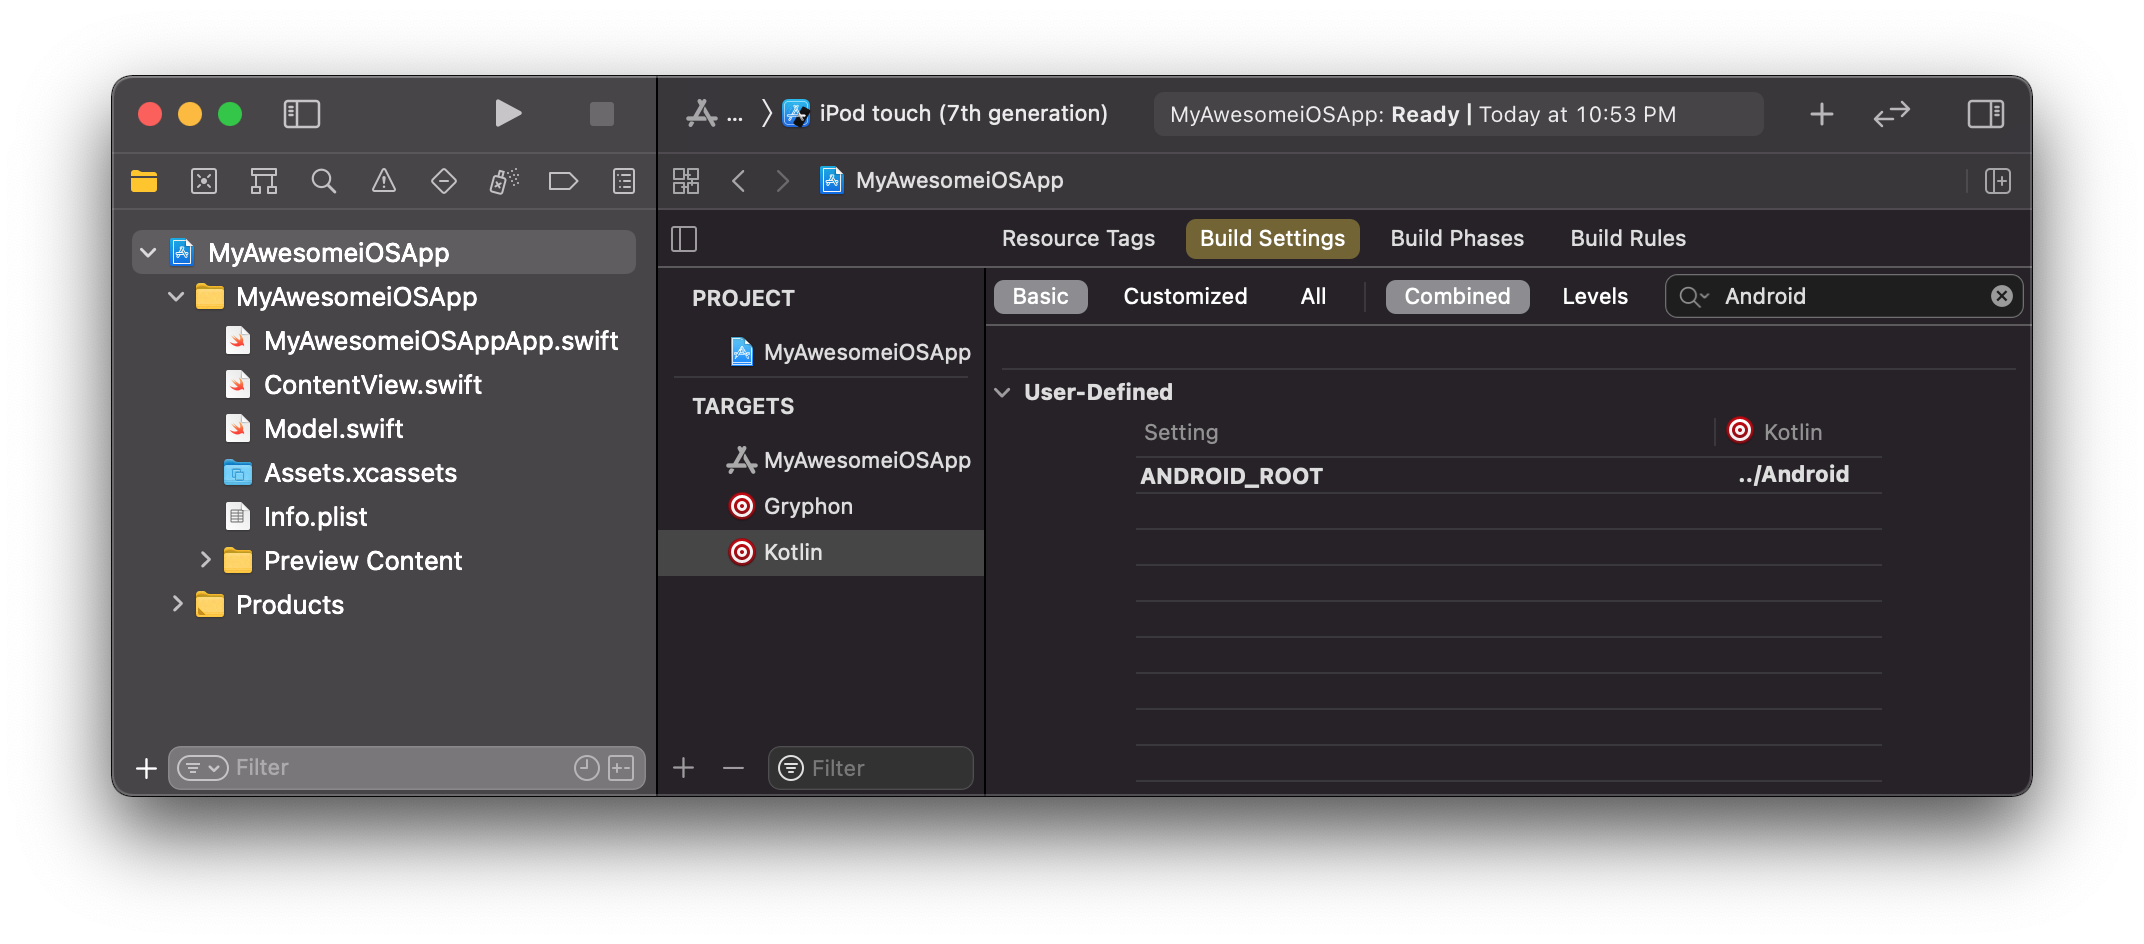 ... iPod touch (7th generation)
MyAwesomeiOSApp: Ready | Today at 10:53 PM
MyAwesomeiOSApp
MyAwesomeiOSApp
MyAwesomeiOSApp
MyAwesomeiOSAppApp.swift
ContentView.swift
Model.swift
Assets.xcassets
Info.plist
Preview Content
Products
Filter
Resource Tags Build Settings Build Phases Build Rules
PROJECT
MyAwesomeiOSApp
TARGETS
MyAwesomeiOSApp
Gryphon
Kotlin
Filter
Basic Customized All Combined Levels Android
User-Defined
Setting Kotlin
ANDROID_ROOT ../Android